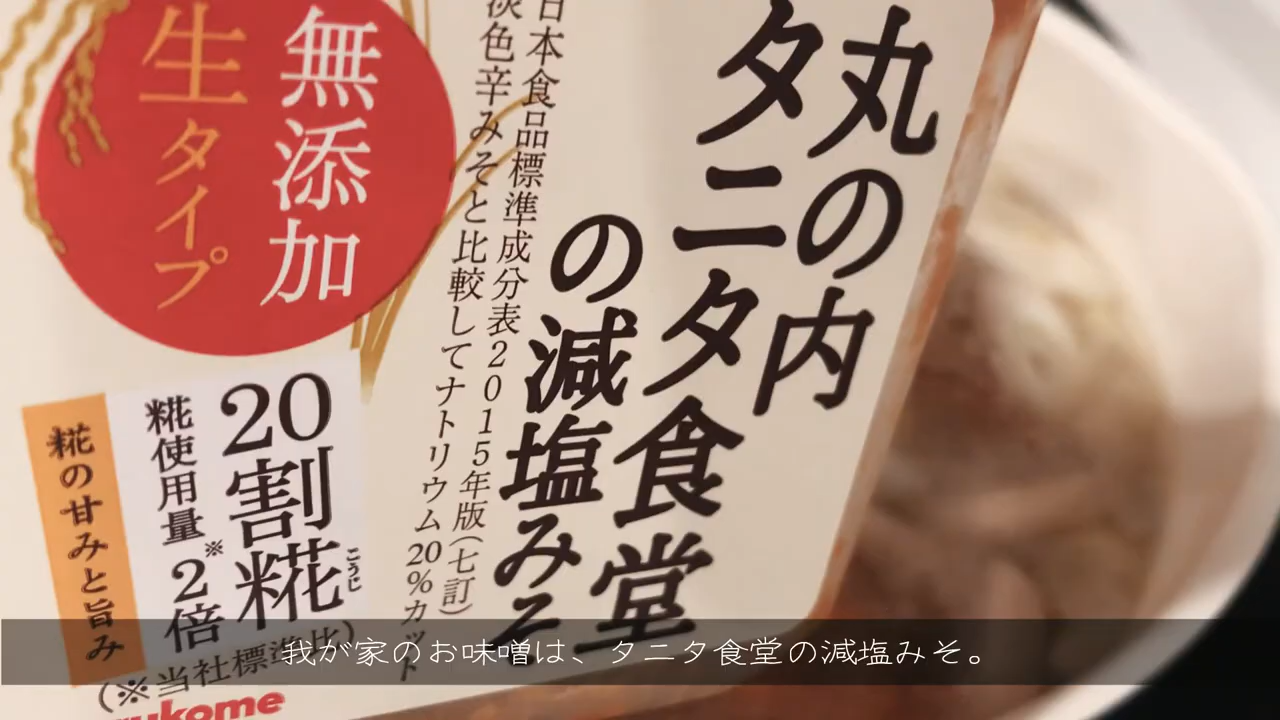 丸の内
タニタ食堂
の減塩みそ
日本食品標準成分表2015年版(七訂)
淡色辛みそと比較してナトリウム20%カット
無添加
生タイプ
20割糀
こうじ
糀使用量2倍※
糀の甘みと旨み
(※当社標準比)
ukome
我が家のお味噌は、タニタ食堂の減塩みそ。